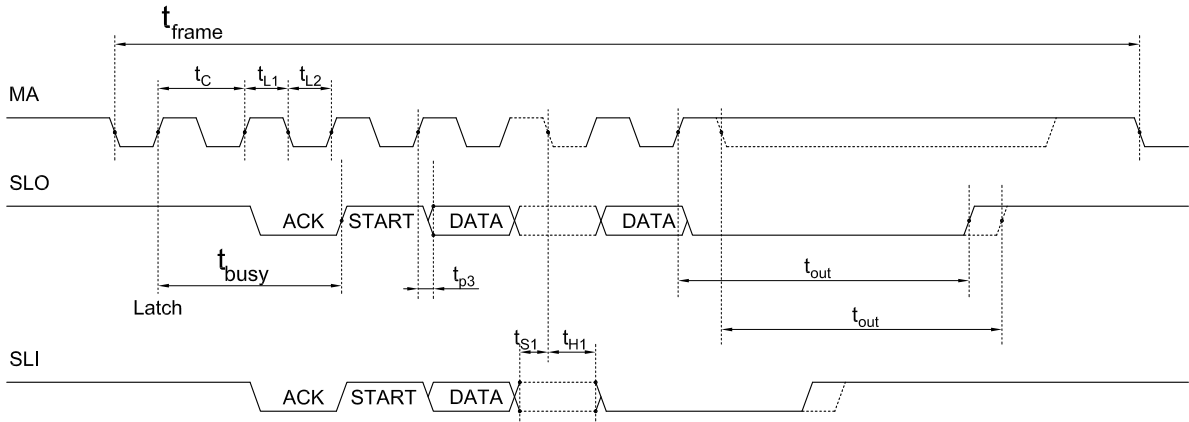 tframe
tC tL1 tL2
MA
SLO
ACK START DATA DATA
tbusy tp3 tout
Latch
tout
tS1 tH1
SLI
ACK START DATA